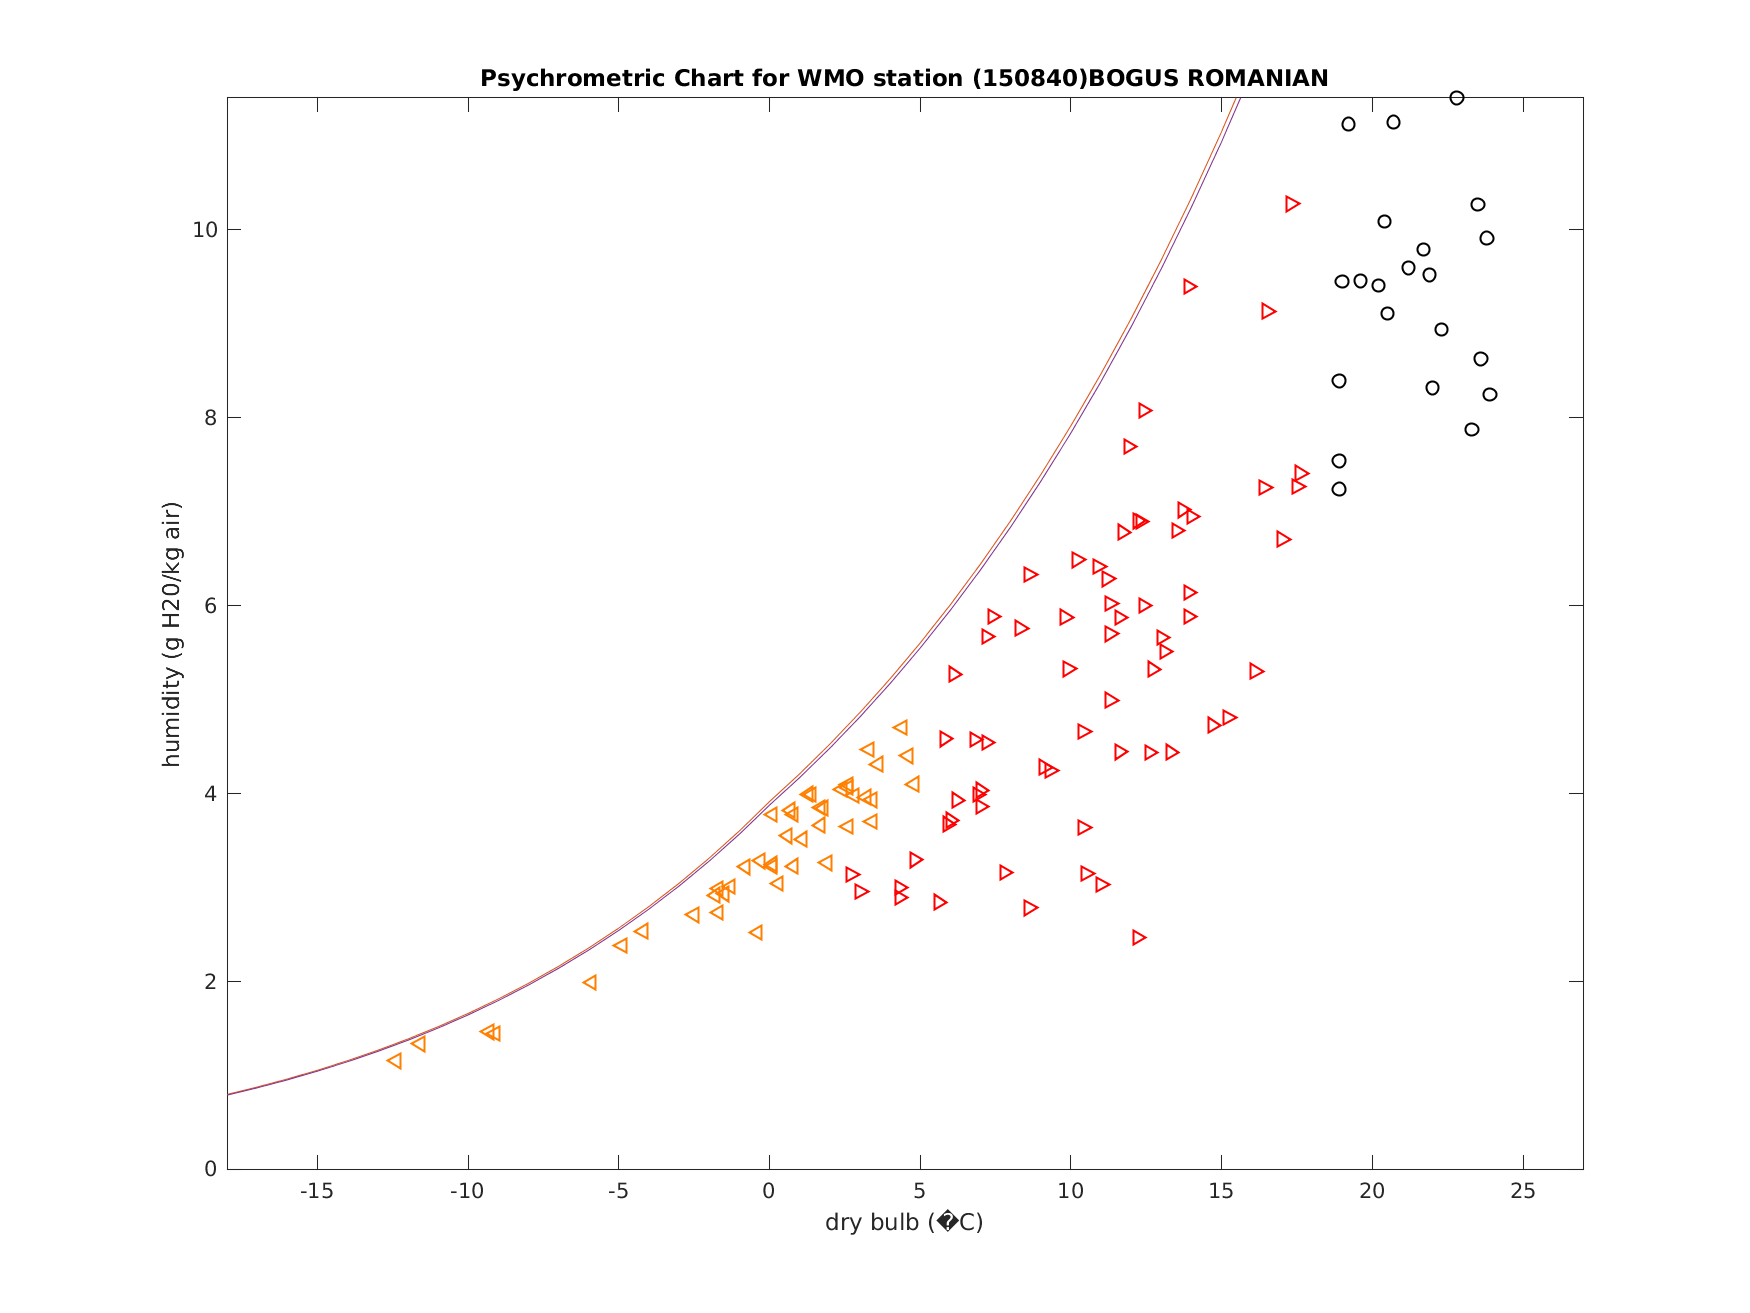 Psychrometric Chart for WMO station (150840)BOGUS ROMANIAN
10
8
6
4
2
0
humidity (g H20/kg air)
-15 -10 -5 0 5 10 15 20 25
dry bulb (�C)